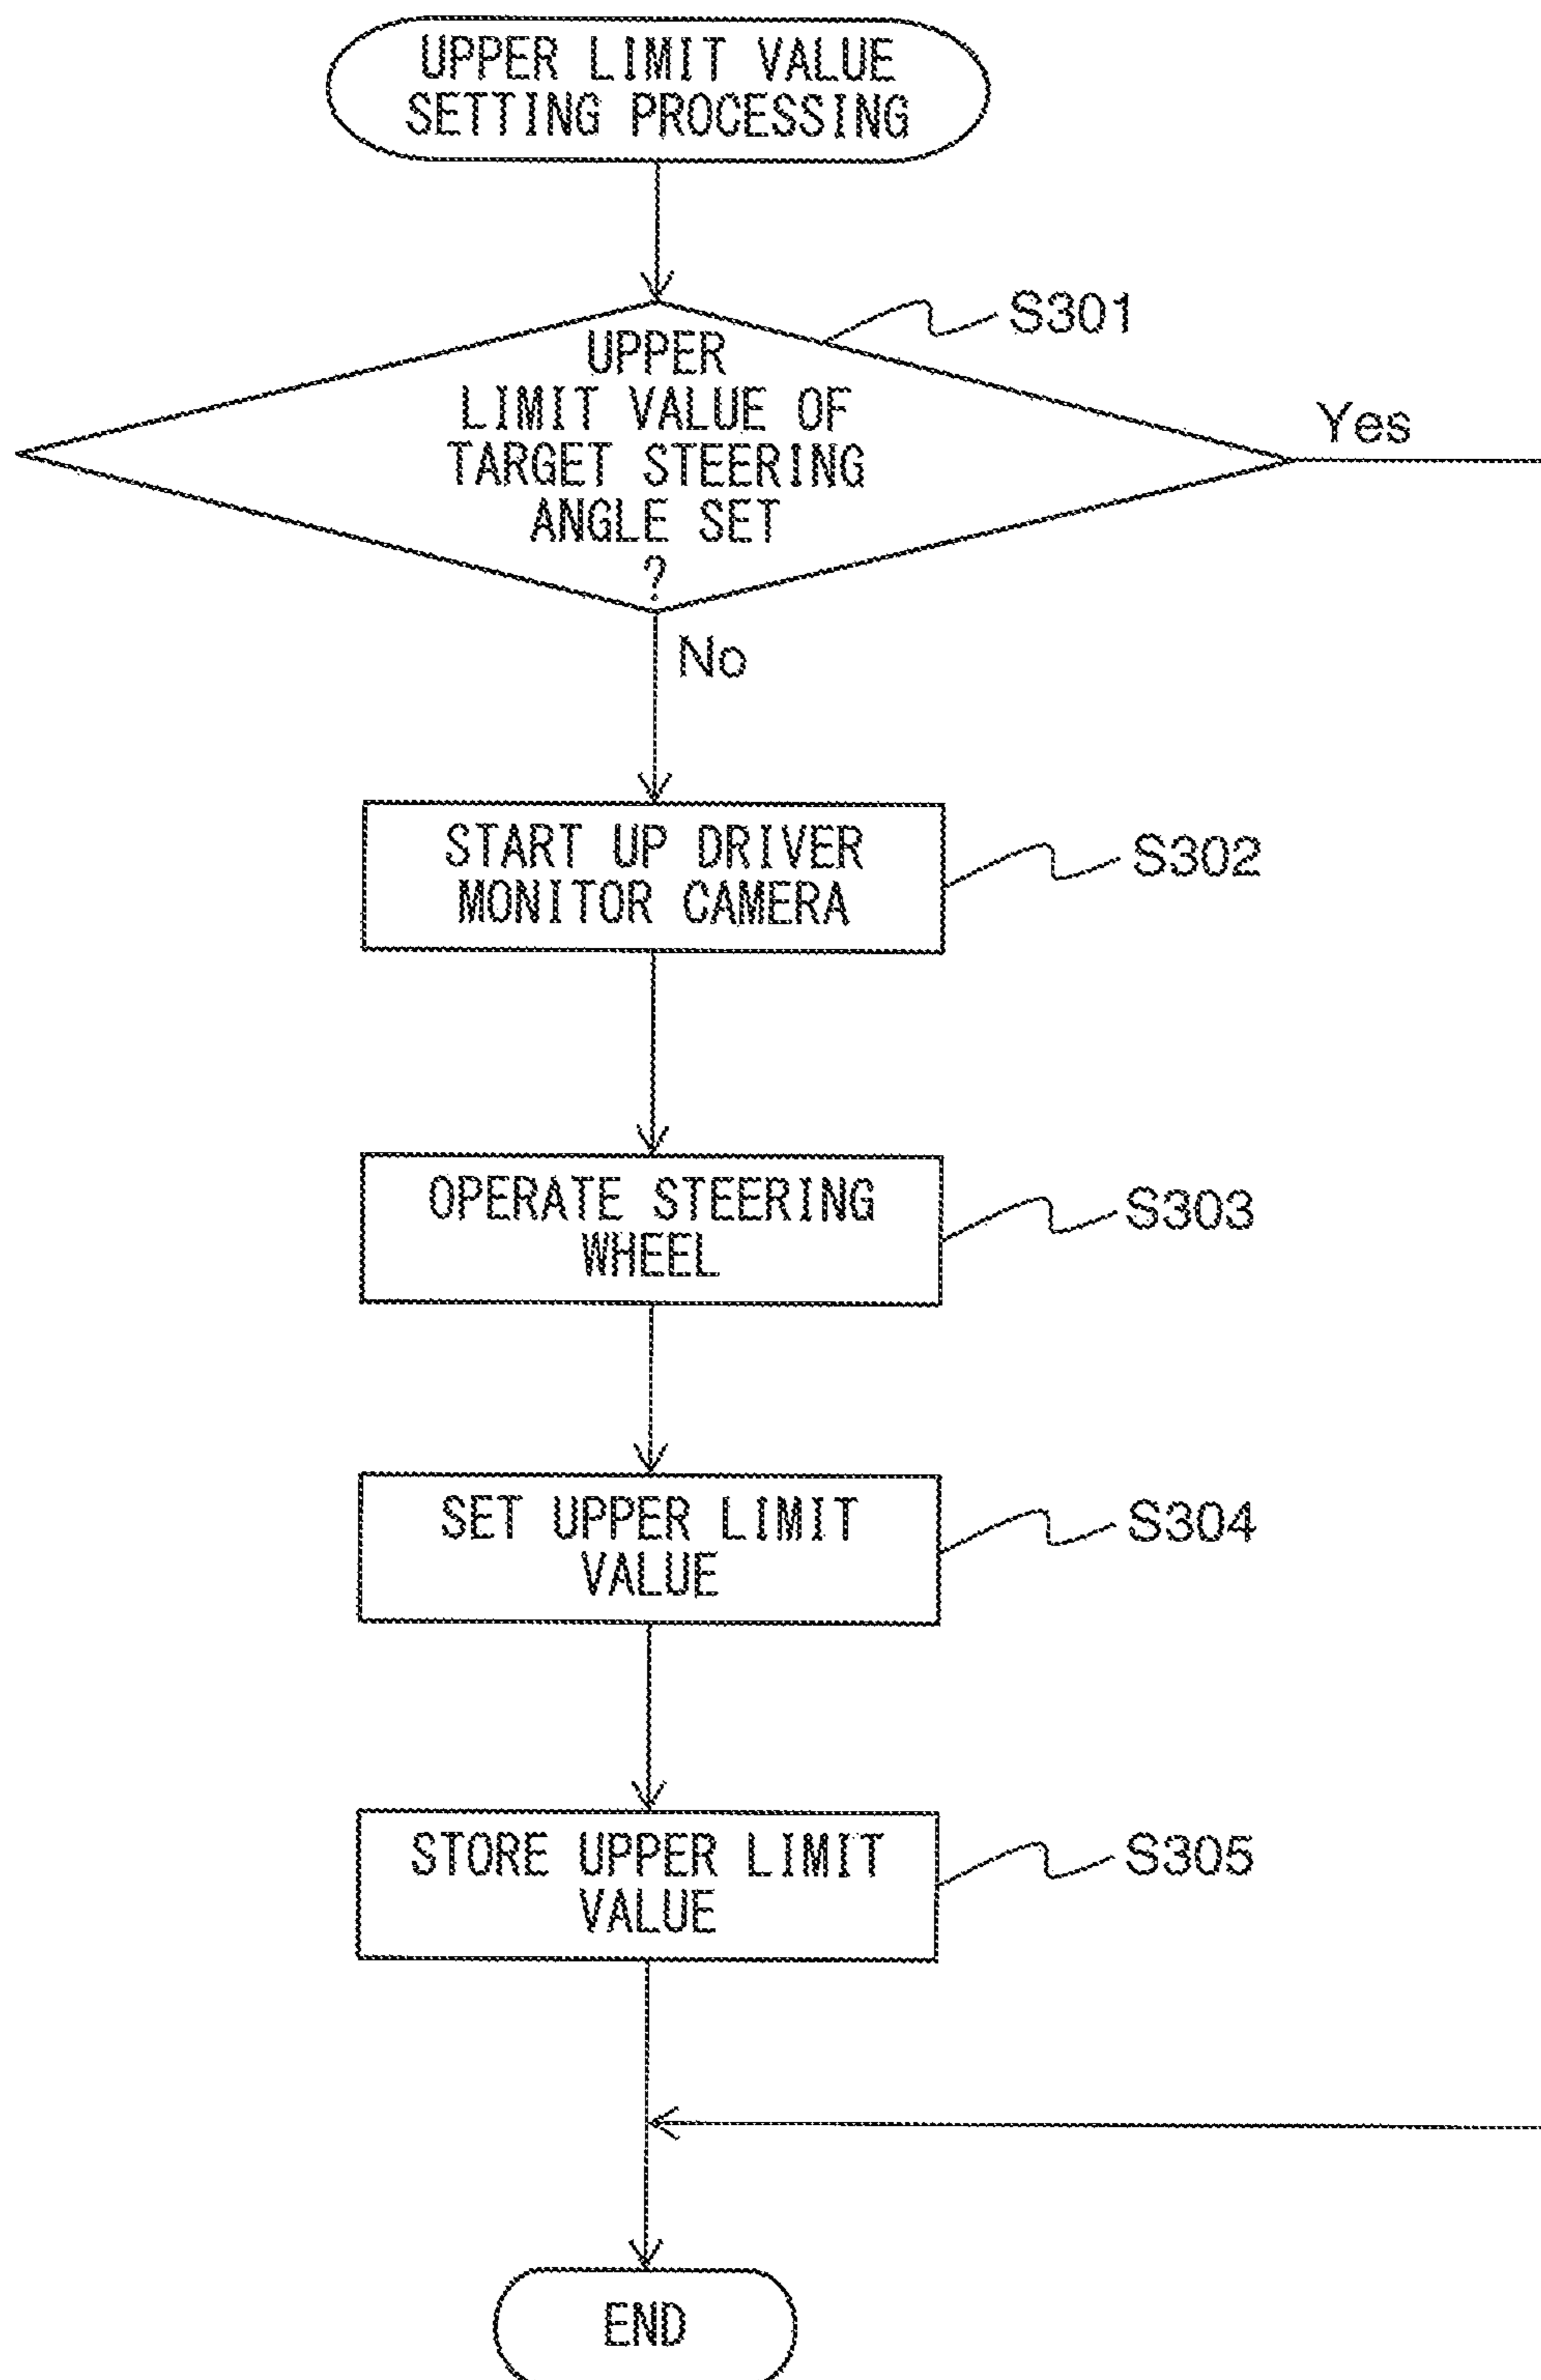 UPPER LIMIT VALUE
SETTING PROCESSING
S301
UPPER
LIMIT VALUE OF
TARGET STEERING
ANGLE SET
?
Yes
No
START UP DRIVER
MONITOR CAMERA
S302
OPERATE STEERING
WHEEL
S303
SET UPPER LIMIT
VALUE
S304
STORE UPPER LIMIT
VALUE
S305
END